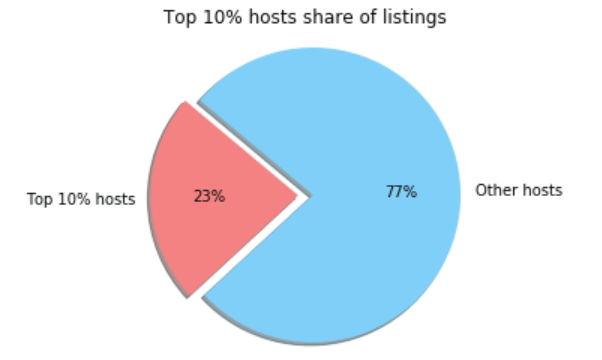 Top 10% hosts share of listings
Top 10% hosts
23%
77%
Other hosts